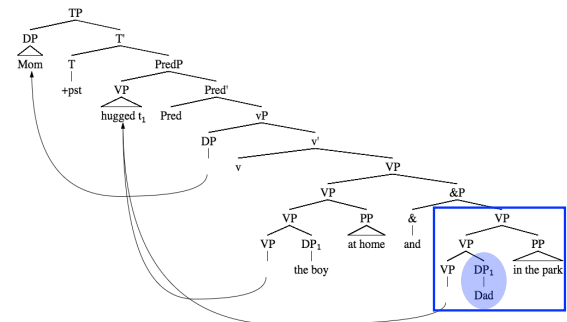 TP
DP T'
Mom T PredP
+pst VP Pred'
hugged t₁ Pred vP
DP v'
v VP
VP &P
VP PP & VP
VP DP₁ at home and VP PP
the boy VP DP₁ in the park
Dad